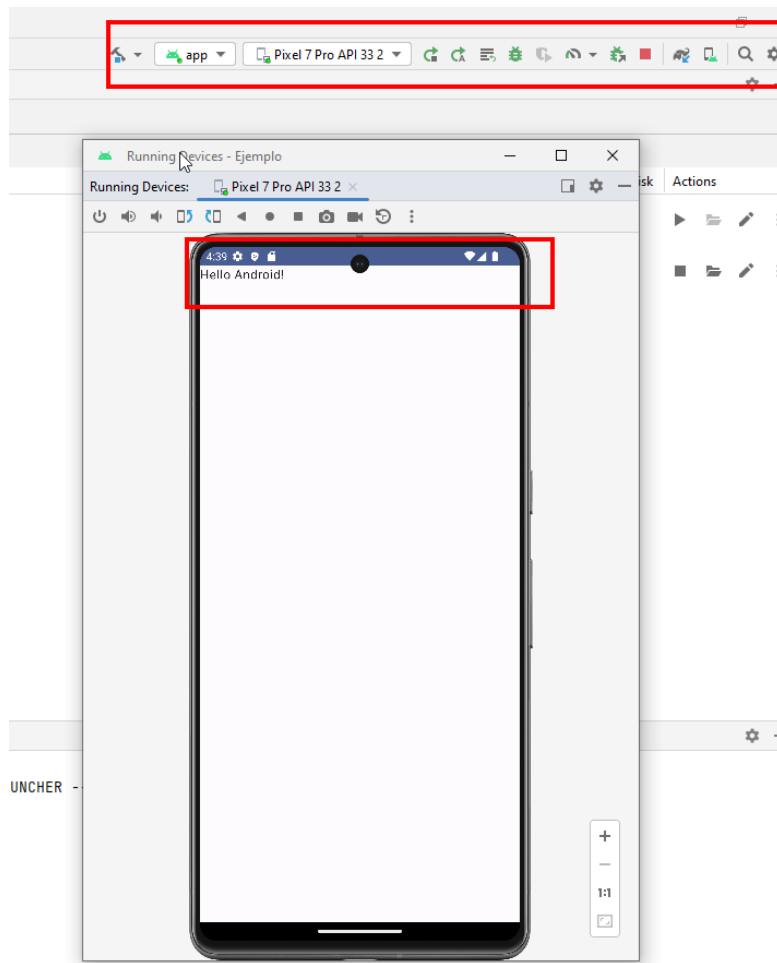 app
Pixel 7 Pro API 33 2
Running Devices - Ejemplo
Running Devices:
Pixel 7 Pro API 33 2
isk
Actions
4:39
Hello Android!
UNCHER -
1:1